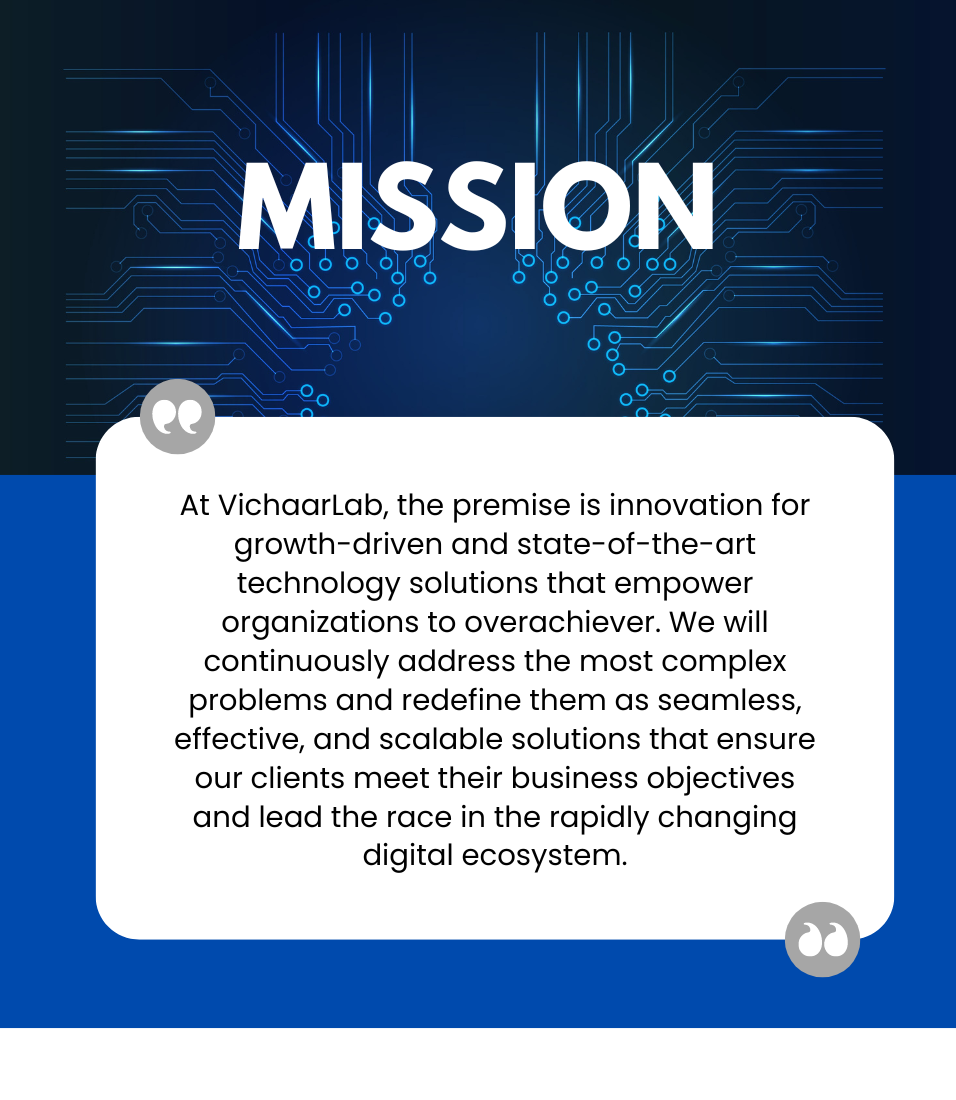 MISSION
At VichaarLab, the premise is innovation for
growth-driven and state-of-the-art
technology solutions that empower
organizations to overachiever. We will
continuously address the most complex
problems and redefine them as seamless,
effective, and scalable solutions that ensure
our clients meet their business objectives
and lead the race in the rapidly changing
digital ecosystem.